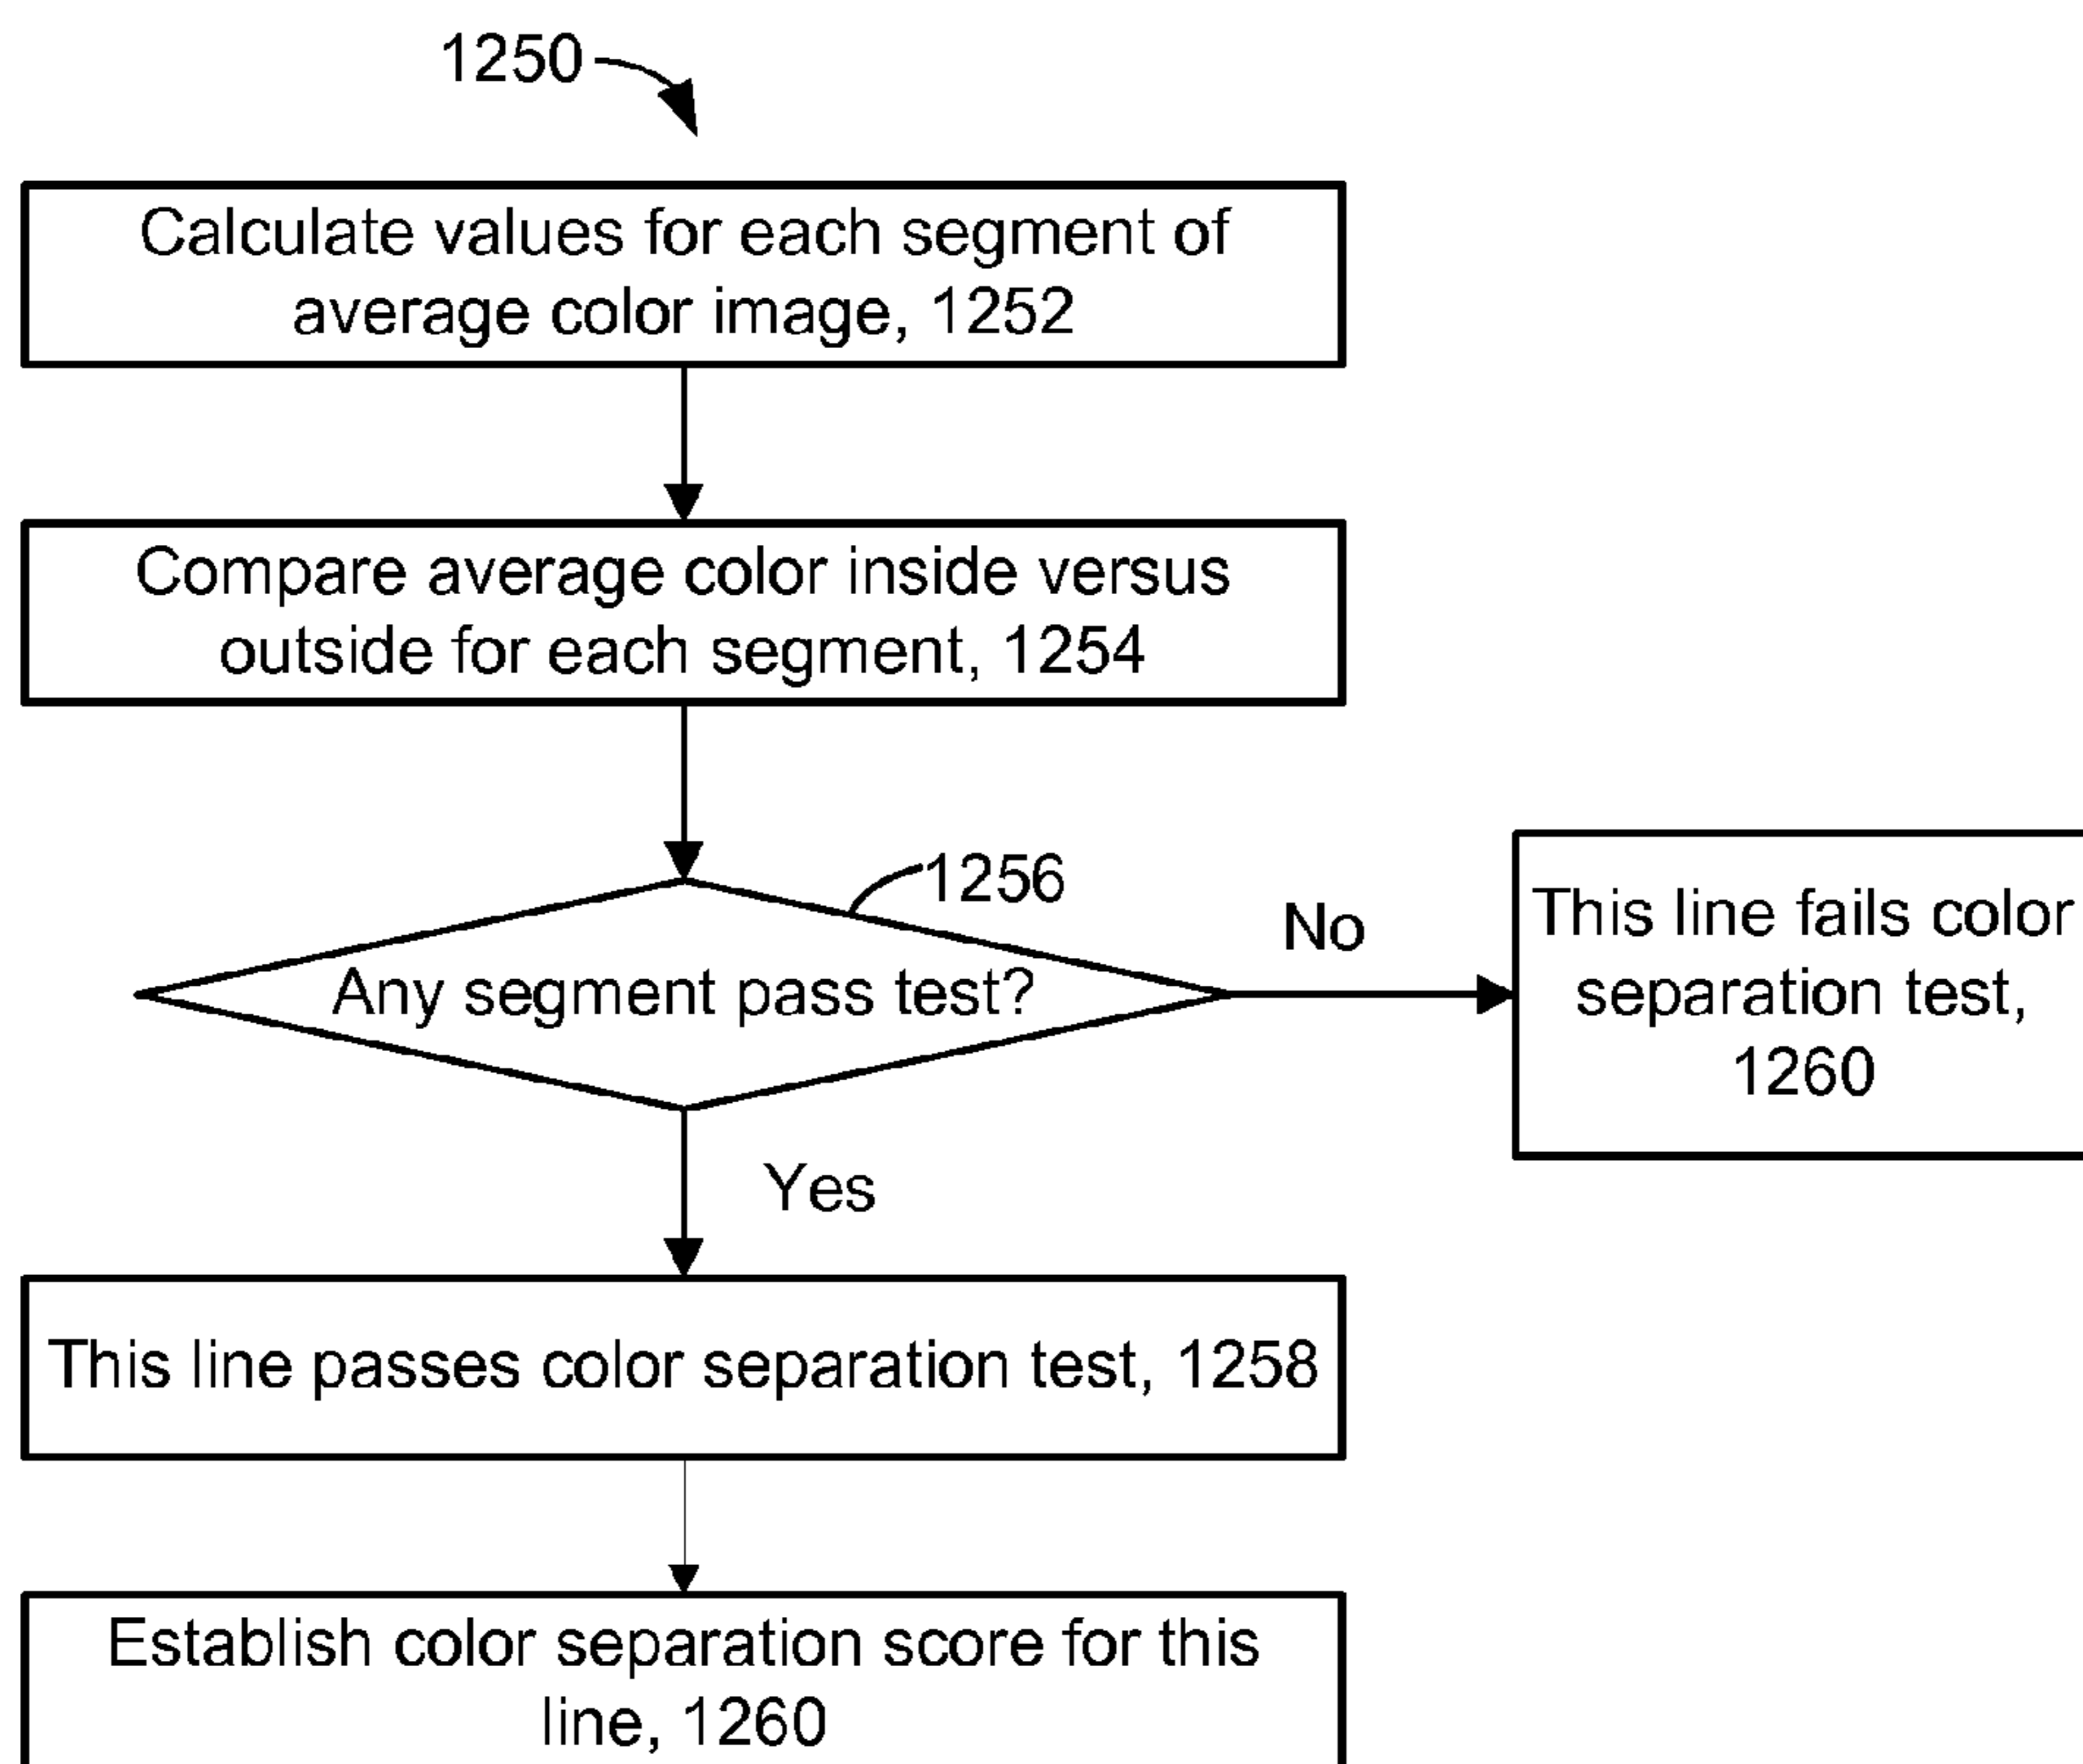 1250
Calculate values for each segment of
average color image, 1252
Compare average color inside versus
outside for each segment, 1254
1256
Any segment pass test?
No
This line fails color
separation test,
1260
Yes
This line passes color separation test, 1258
Establish color separation score for this
line, 1260